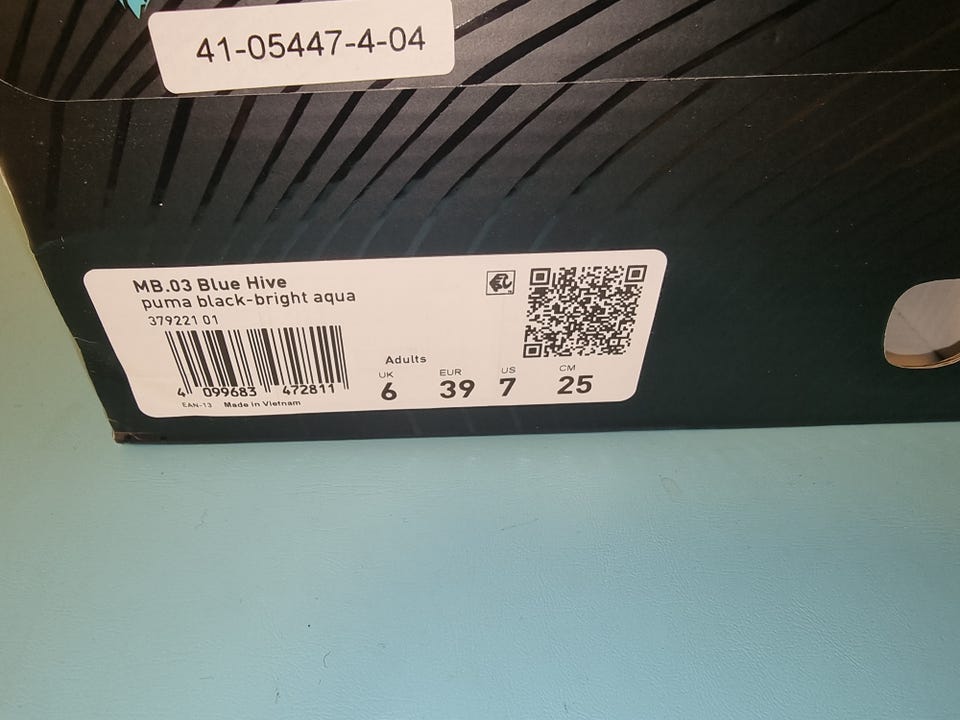 41-05447-4-04
MB.03 Blue Hive
puma black-bright aqua
379221 01
4 099683 472811
EAN-13 Made in Vietnam
Adults
UK EUR US CM
6 39 7 25